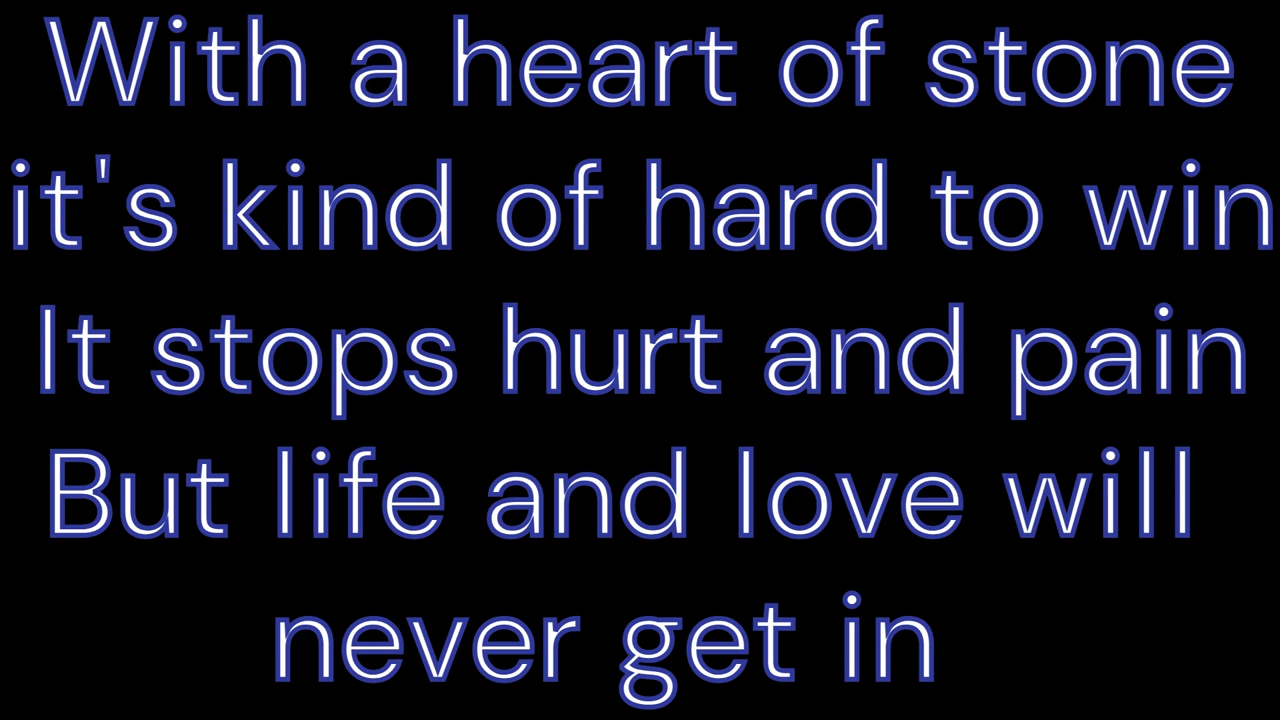 With a heart of stone
it's kind of hard to win
It stops hurt and pain
But life and love will
never get in